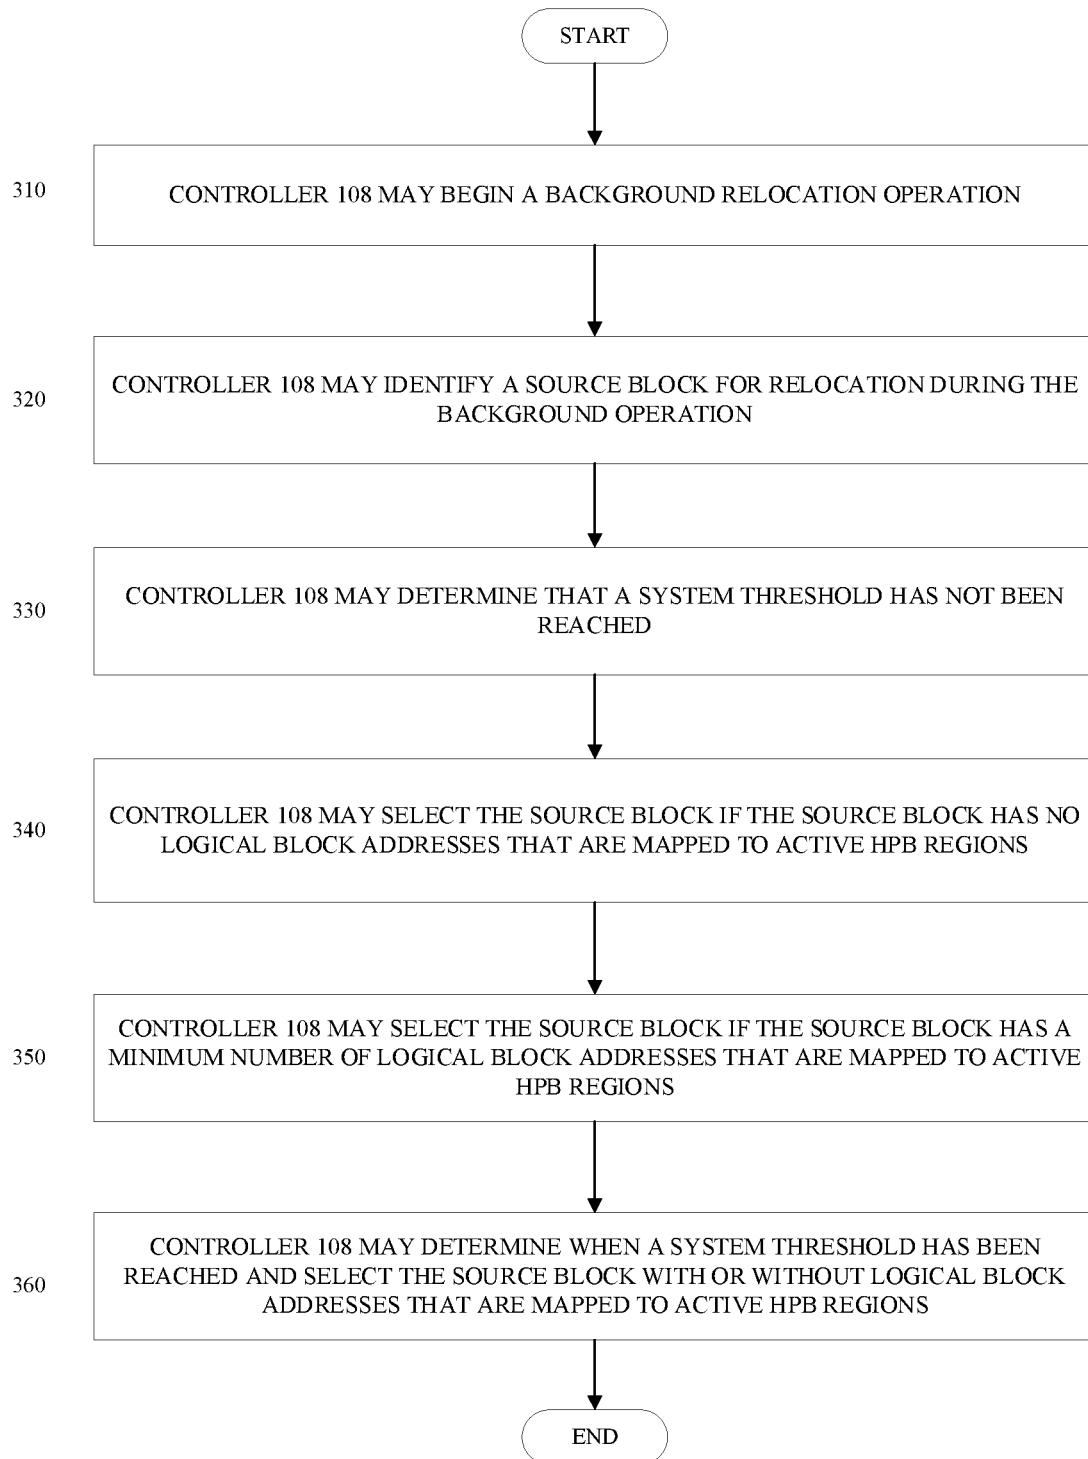 START
310
CONTROLLER 108 MAY BEGIN A BACKGROUND RELOCATION OPERATION
320
CONTROLLER 108 MAY IDENTIFY A SOURCE BLOCK FOR RELOCATION DURING THE
BACKGROUND OPERATION
330
CONTROLLER 108 MAY DETERMINE THAT A SYSTEM THRESHOLD HAS NOT BEEN
REACHED
340
CONTROLLER 108 MAY SELECT THE SOURCE BLOCK IF THE SOURCE BLOCK HAS NO
LOGICAL BLOCK ADDRESSES THAT ARE MAPPED TO ACTIVE HPB REGIONS
350
CONTROLLER 108 MAY SELECT THE SOURCE BLOCK IF THE SOURCE BLOCK HAS A
MINIMUM NUMBER OF LOGICAL BLOCK ADDRESSES THAT ARE MAPPED TO ACTIVE
HPB REGIONS
360
CONTROLLER 108 MAY DETERMINE WHEN A SYSTEM THRESHOLD HAS BEEN
REACHED AND SELECT THE SOURCE BLOCK WITH OR WITHOUT LOGICAL BLOCK
ADDRESSES THAT ARE MAPPED TO ACTIVE HPB REGIONS
END